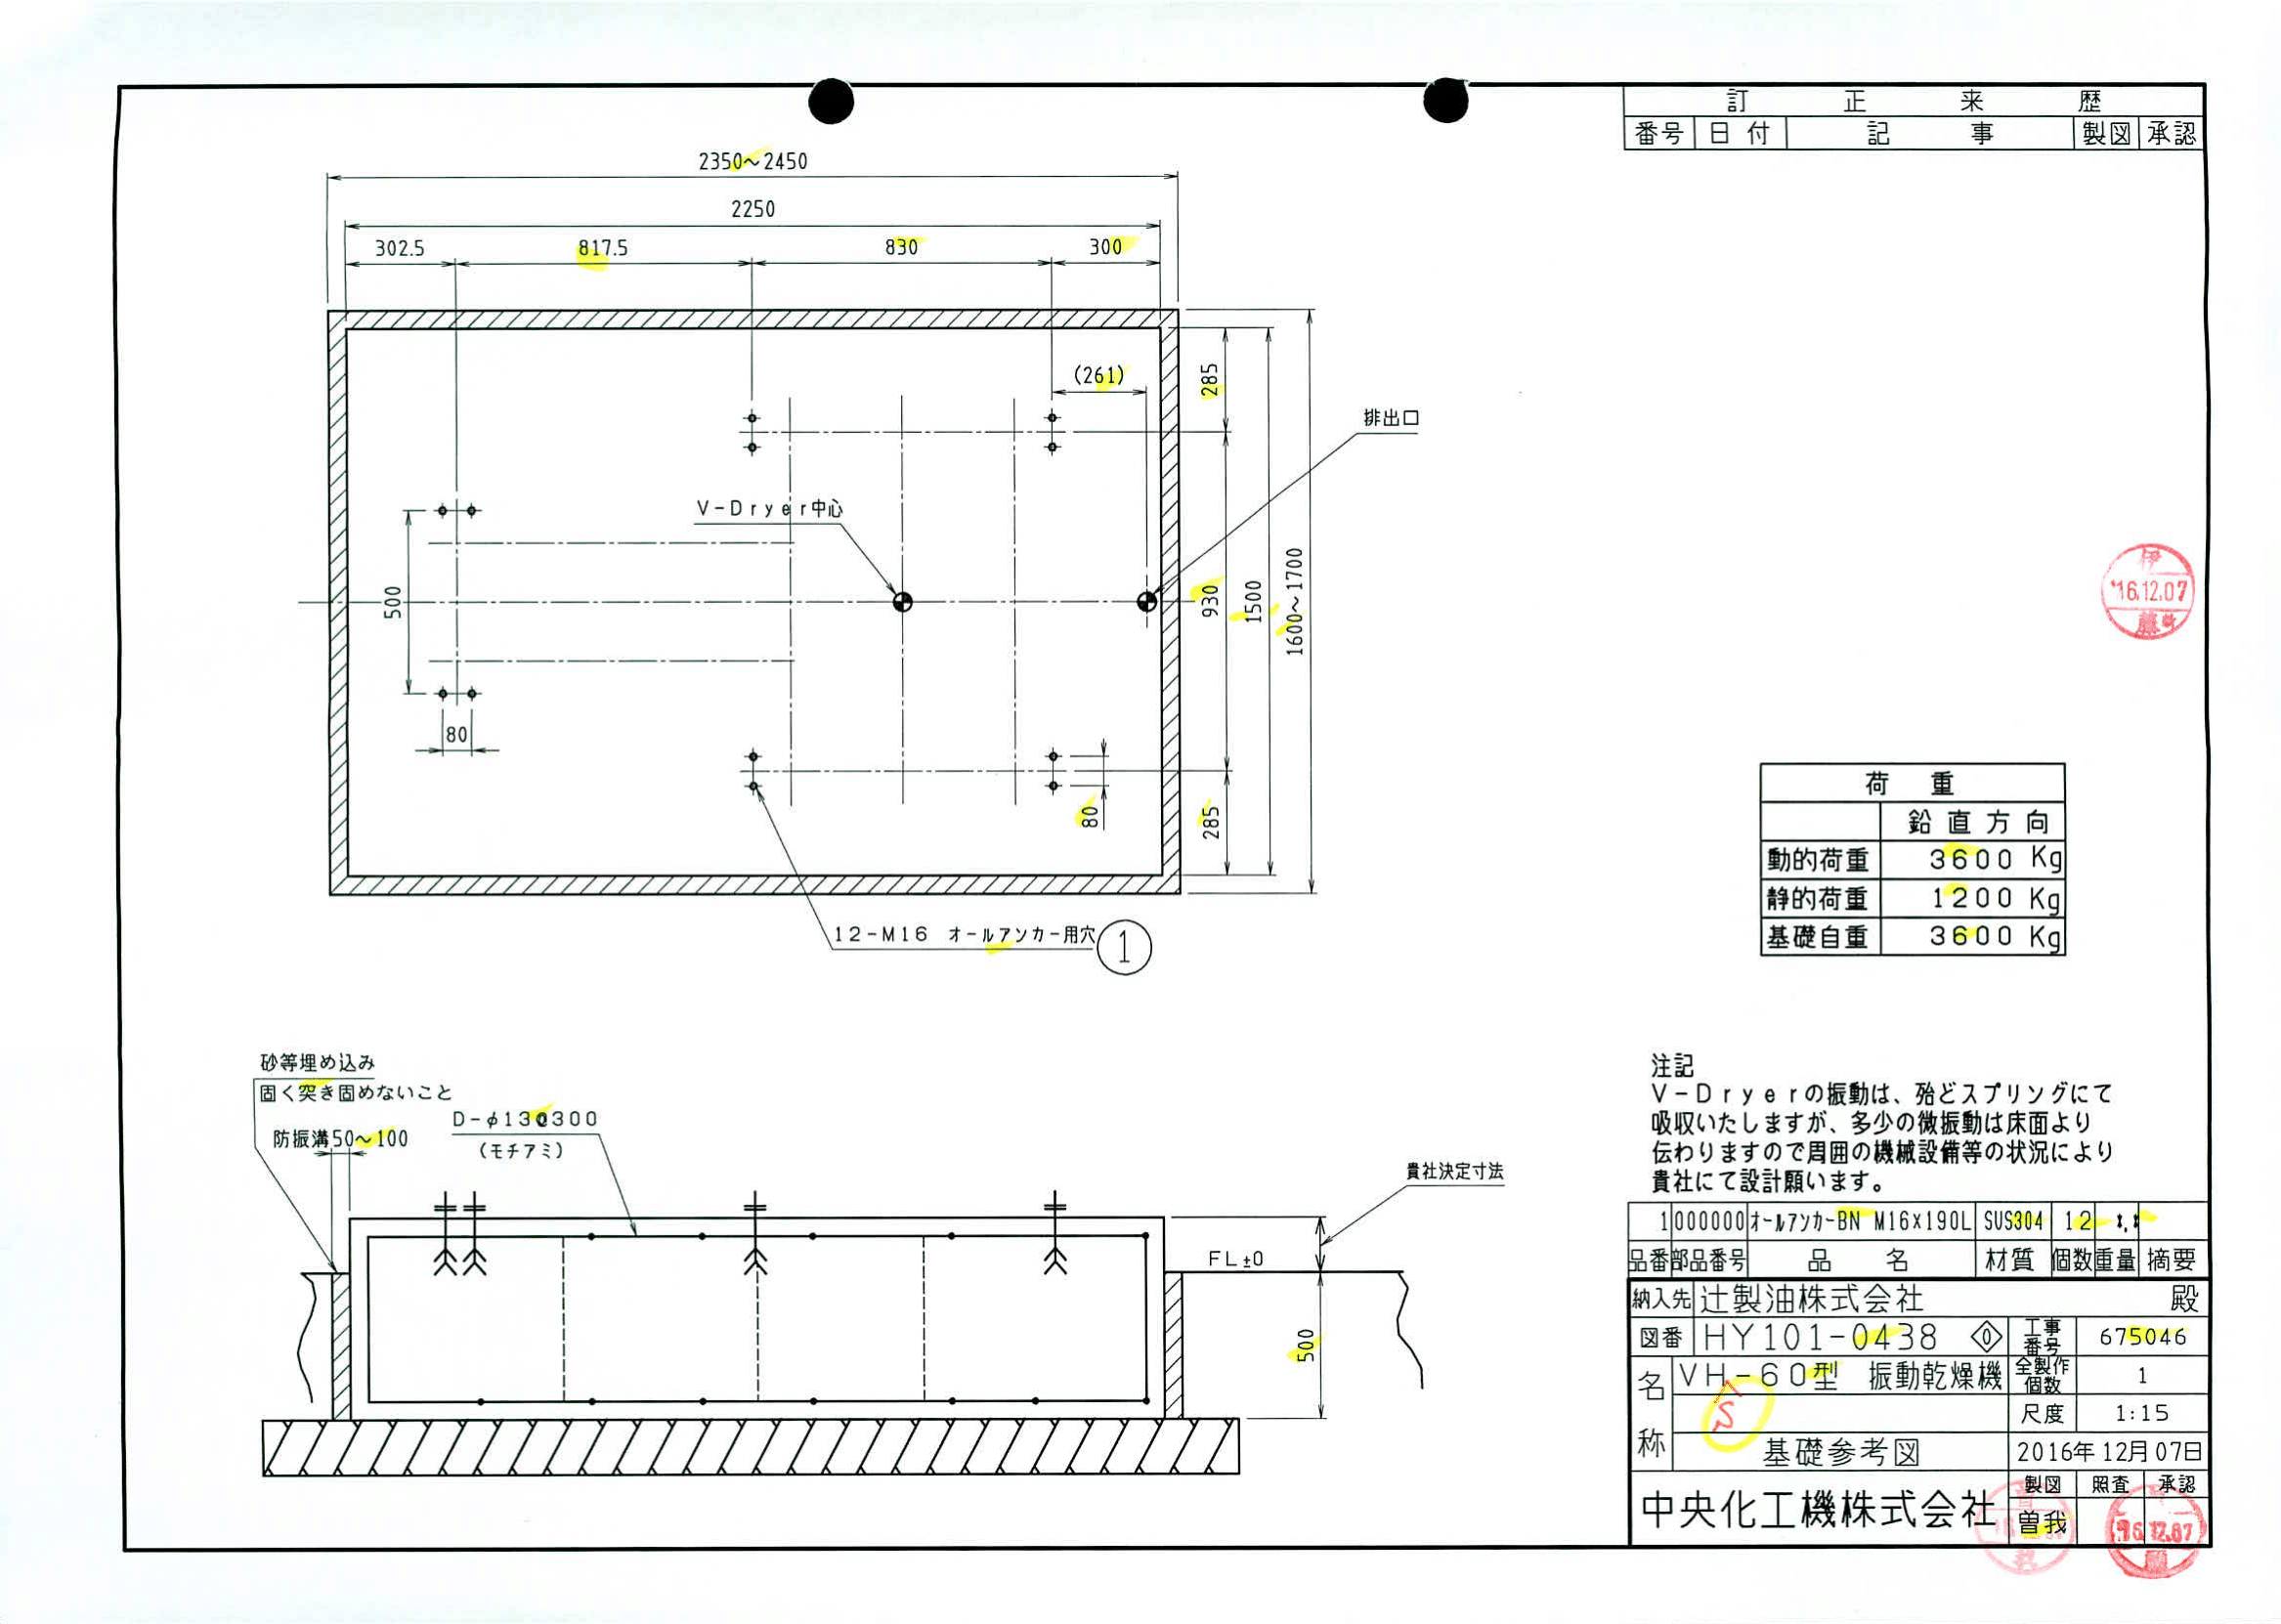 訂正来歴
番号 日付 記事 製図 承認
2350～2450
2250
302.5 817.5 830 300
(261)
285
排出口
V-Dryer中心
500
930
1500
1600～1700
80
80
285
12-M16 オールアンカー用穴 1
'16.12.07
荷重
鉛直方向
動的荷重 3600 Kg
静的荷重 1200 Kg
基礎自重 3600 Kg
砂等埋め込み
固く突き固めないこと
防振溝50～100
D-φ13@300
(モチアミ)
貴社決定寸法
FL±0
500
注記
V-Dryerの振動は、殆どスプリングにて
吸収いたしますが、多少の微振動は床面より
伝わりますので周囲の機械設備等の状況により
貴社にて設計願います。
1 000000 オールアンカーBN M16×190L SUS304 12 *.*
品番 部品番号 品名 材質 個数 重量 摘要
納入先 辻製油株式会社 殿
図番 HY101-0438 0 工事番号 675046
名称 VH-60型 振動乾燥機 全製作個数 1
S
尺度 1:15
基礎参考図 2016年12月07日
製図 照査 承認
中央化工機株式会社 曽我
'16.12.07